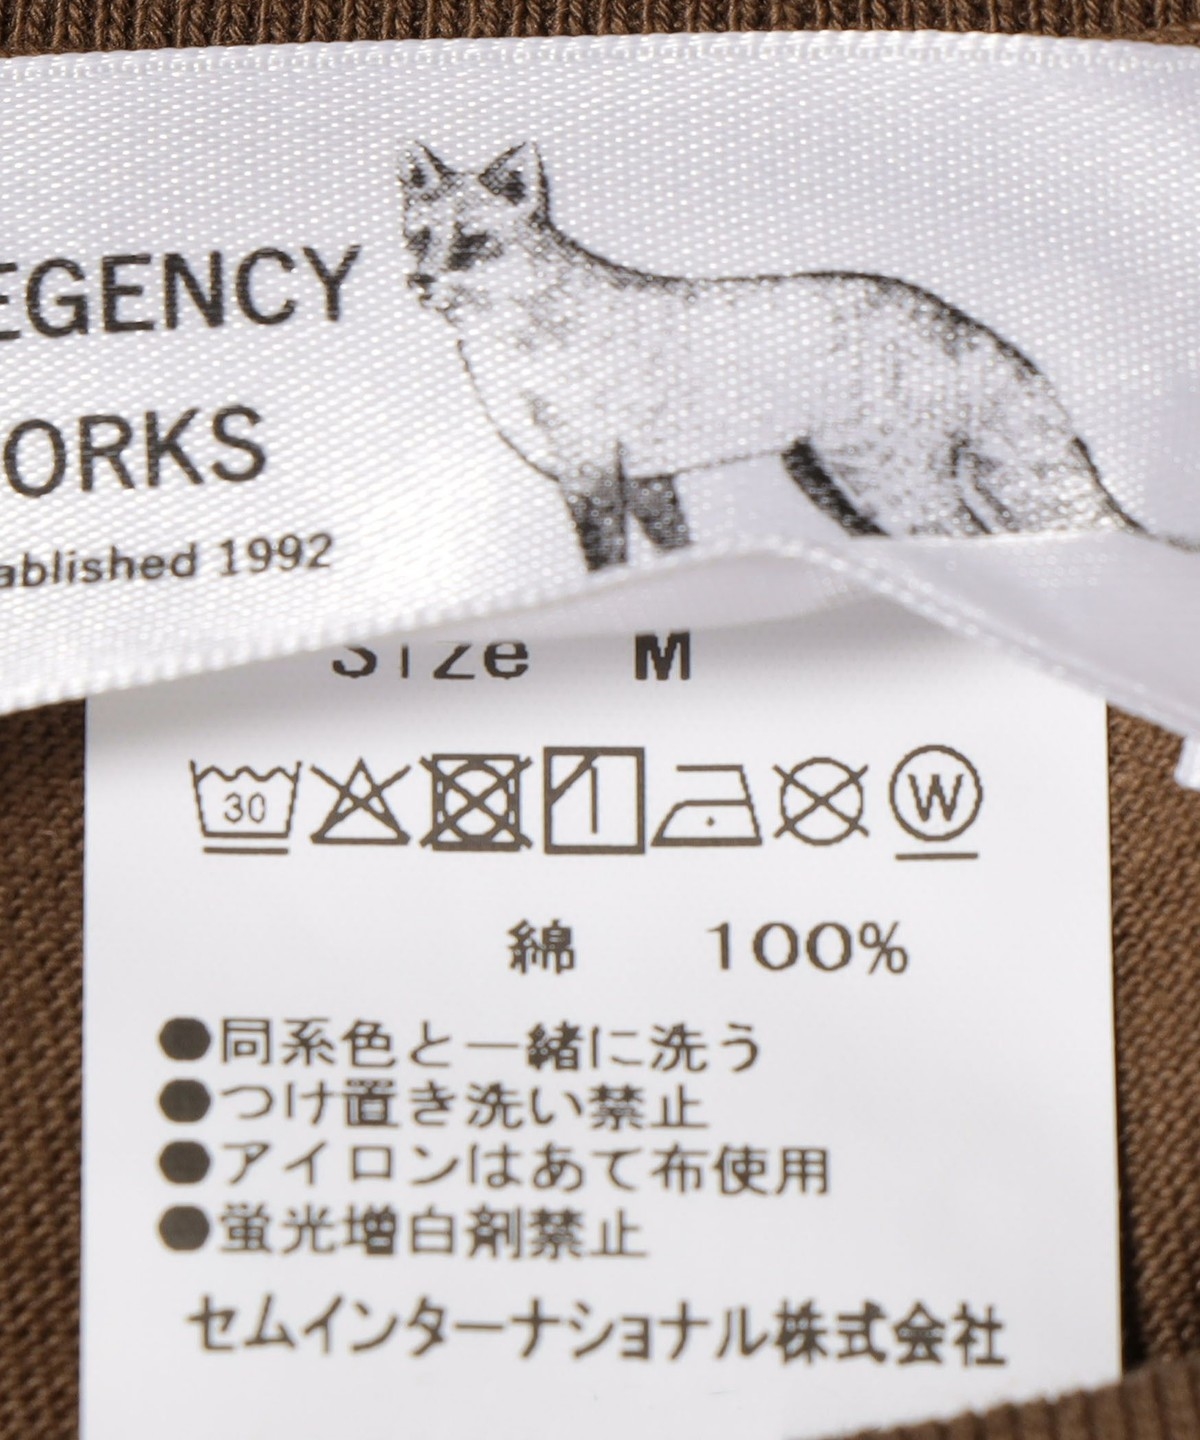 EGENCY
ORKS
ablished 1992
Size M
30 W
綿 100%
●同系色と一緒に洗う
●つけ置き洗い禁止
●アイロンはあて布使用
●蛍光増白剤禁止
セムインターナショナル株式会社